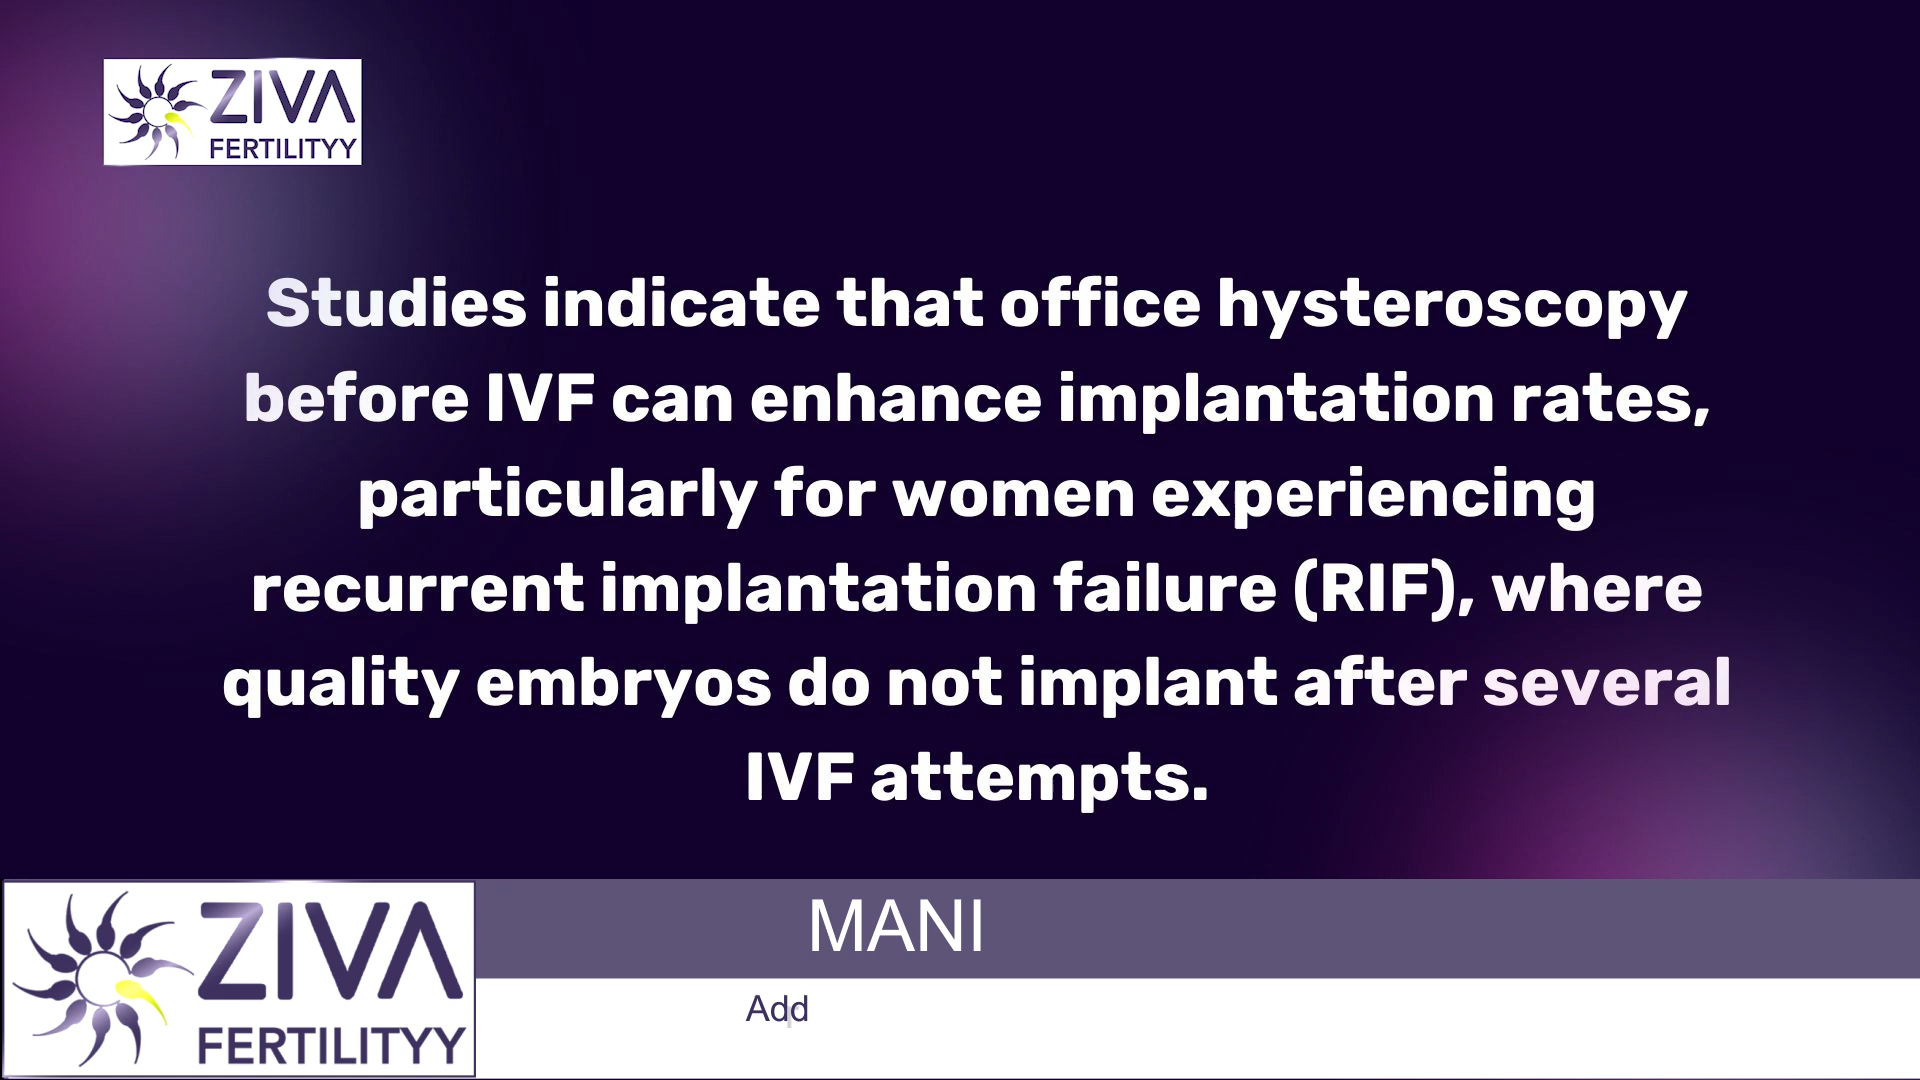 ZIVA
FERTILITYY
Studies indicate that office hysteroscopy
before IVF can enhance implantation rates,
particularly for women experiencing
recurrent implantation failure (RIF), where
quality embryos do not implant after several
IVF attempts.
ZIVA
FERTILITYY
MANI
Add